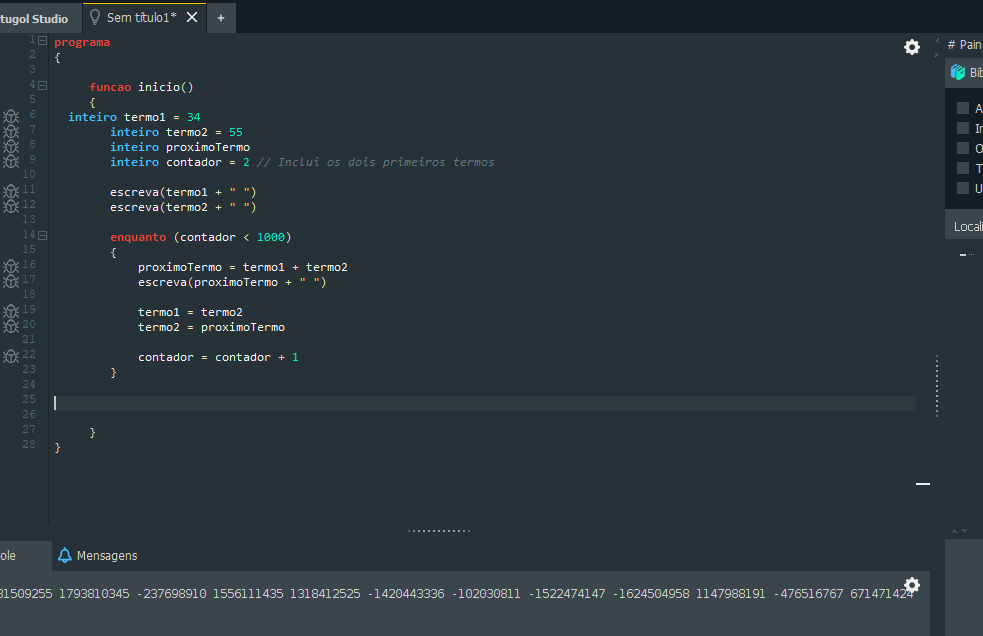 tugol Studio
Sem título1*
+
1 programa
2 {
3
4 funcao inicio()
5 {
6 inteiro termo1 = 34
7 inteiro termo2 = 55
8 inteiro proximoTermo
9 inteiro contador = 2 // Inclui os dois primeiros termos
10
11 escreva(termo1 + " ")
12 escreva(termo2 + " ")
13
14 enquanto (contador < 1000)
15 {
16 proximoTermo = termo1 + termo2
17 escreva(proximoTermo + " ")
18
19 termo1 = termo2
20 termo2 = proximoTermo
21
22 contador = contador + 1
23 }
24
25
26
27 }
28 }
# Pain
Bib
A
In
O
T
U
Locali
ole
Mensagens
31509255 1793810345 -237698910 1556111435 1318412525 -1420443336 -102030811 -1522474147 -1624504958 1147988191 -476516767 671471424